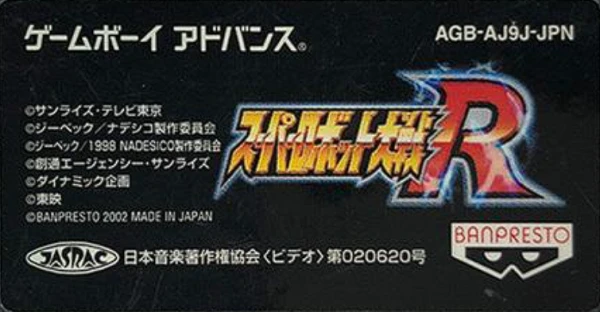 ゲームボーイ アドバンス®
AGB-AJ9J-JPN
©サンライズ・テレビ東京
©ジーベック／ナデシコ製作委員会
©ジーベック／1998 NADESICO製作委員会
©創通エージェンシー・サンライズ
©ダイナミック企画
©東映
©BANPRESTO 2002 MADE IN JAPAN
スーパーロボット大戦R
BANPRESTO
JASRAC 日本音楽著作権協会〈ビデオ〉第020620号